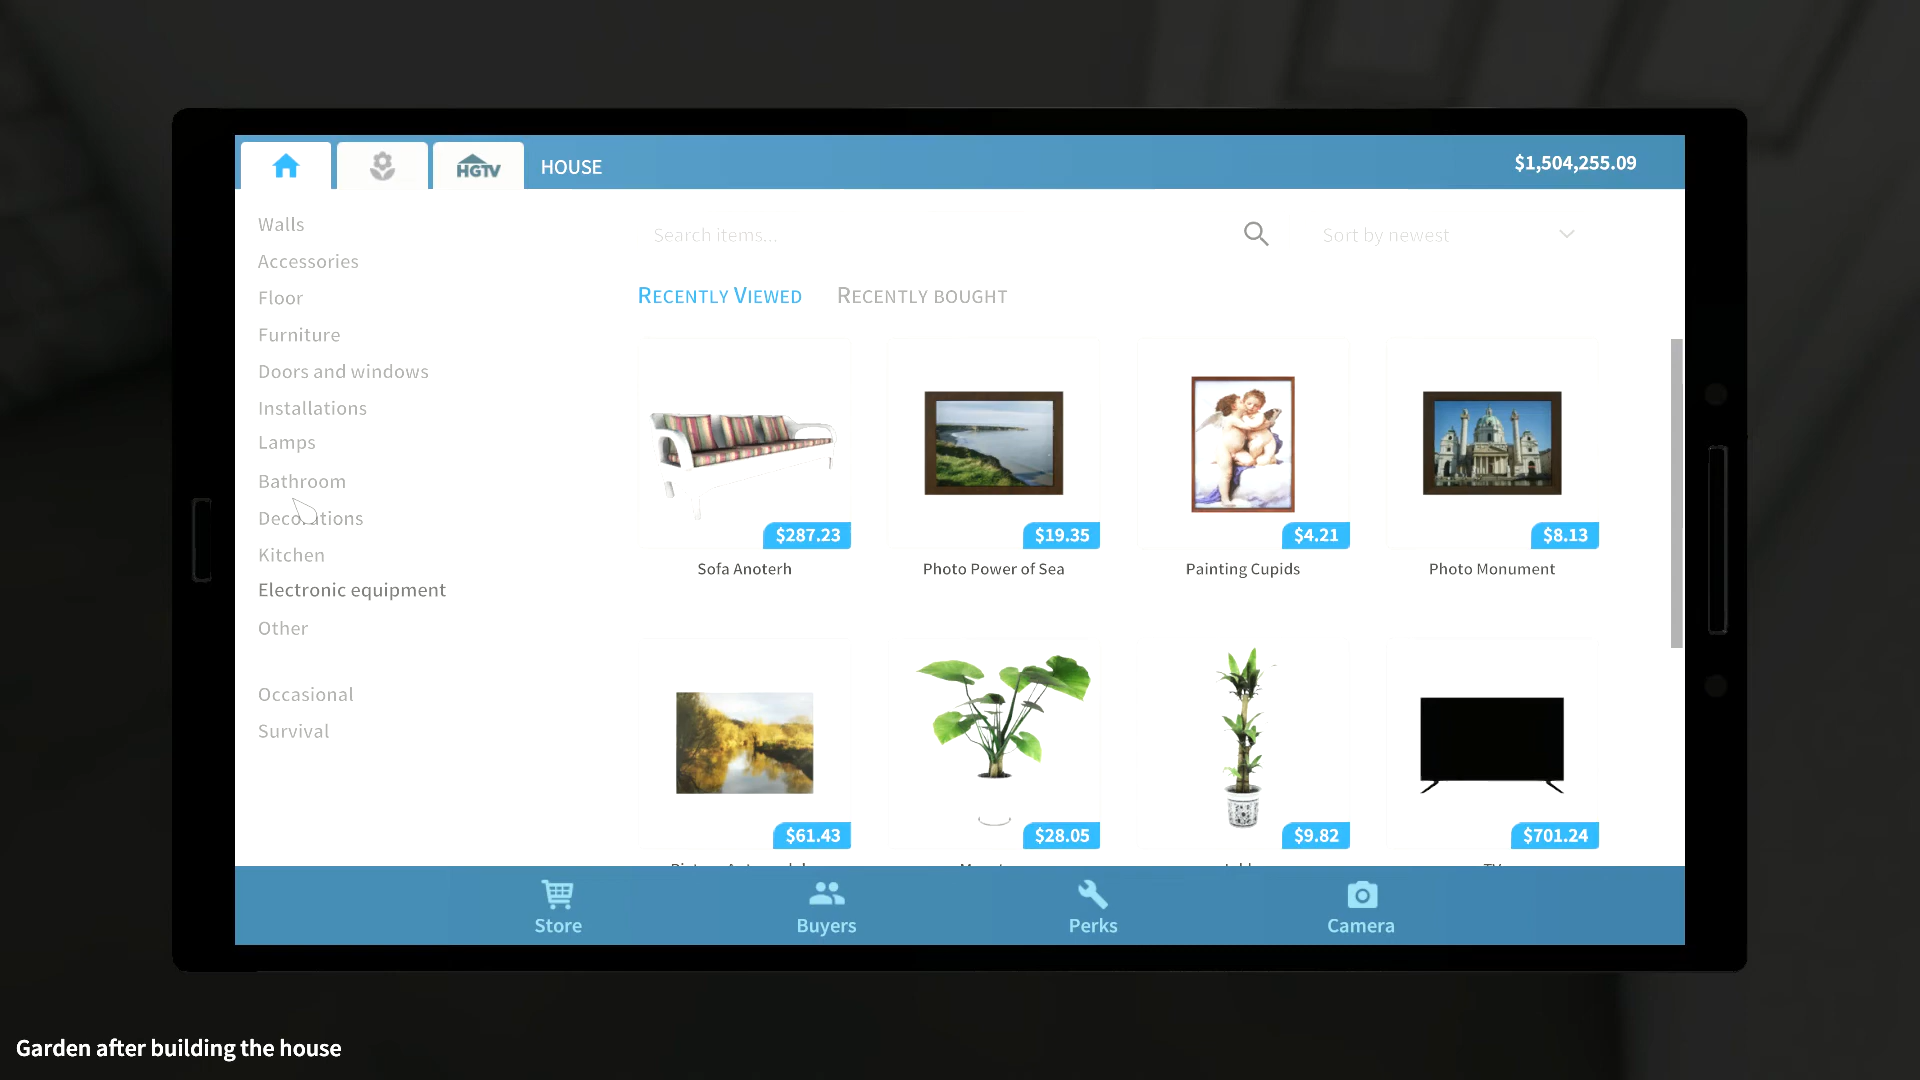 HGTV
HOUSE
$1,504,255.09
Walls
Accessories
Floor
Furniture
Doors and windows
Installations
Lamps
Bathroom
Decorations
Kitchen
Electronic equipment
Other
Occasional
Survival
Search items...
Sort by newest
RECENTLY VIEWED
RECENTLY BOUGHT
$287.23
$19.35
$4.21
$8.13
Sofa Anoterh
Photo Power of Sea
Painting Cupids
Photo Monument
$61.43
$28.05
$9.82
$701.24
Store
Buyers
Perks
Camera
Garden after building the house